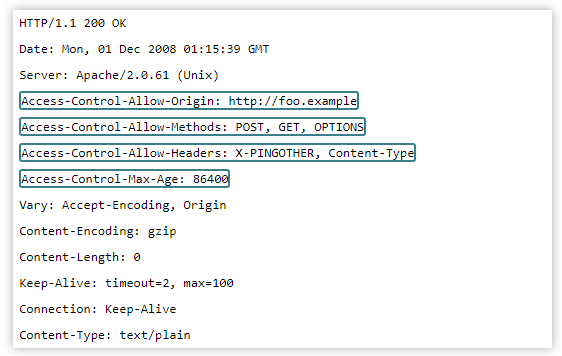 HTTP/1.1 200 OK
Date: Mon, 01 Dec 2008 01:15:39 GMT
Server: Apache/2.0.61 (Unix)
Access-Control-Allow-Origin: http://foo.example
Access-Control-Allow-Methods: POST, GET, OPTIONS
Access-Control-Allow-Headers: X-PINGOTHER, Content-Type
Access-Control-Max-Age: 86400
Vary: Accept-Encoding, Origin
Content-Encoding: gzip
Content-Length: 0
Keep-Alive: timeout=2, max=100
Connection: Keep-Alive
Content-Type: text/plain